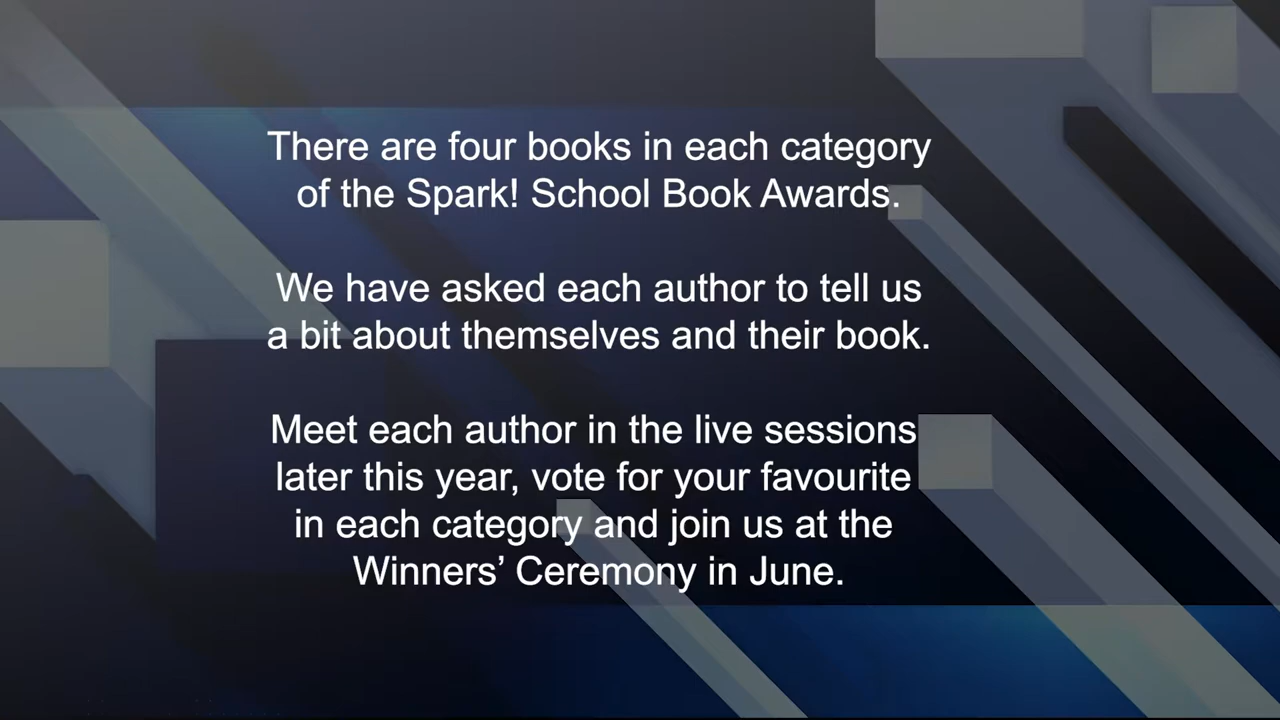 There are four books in each category
of the Spark! School Book Awards.
We have asked each author to tell us
a bit about themselves and their book.
Meet each author in the live sessions
later this year, vote for your favourite
in each category and join us at the
Winners’ Ceremony in June.